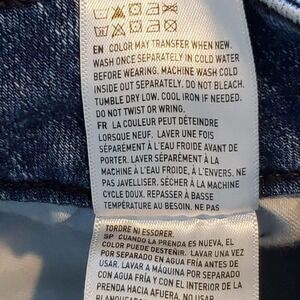 EN COLOR MAY TRANSFER WHEN NEW.
WASH ONCE SEPARATELY IN COLD WATER
BEFORE WEARING. MACHINE WASH COLD
INSIDE OUT SEPARATELY. DO NOT BLEACH.
TUMBLE DRY LOW. COOL IRON IF NEEDED.
DO NOT TWIST OR WRING.
FR LA COULEUR PEUT DÉTEINDRE
LORSQUE NEUF. LAVER UNE FOIS
SÉPARÉMENT À L'EAU FROIDE AVANT DE
PORTER. LAVER SÉPARÉMENT À LA
MACHINE À L'EAU FROIDE, À L'ENVERS. NE
PAS JAVELLISER. SÉCHER À LA MACHINE
CYCLE DOUX. REPASSER À BASSE
TEMPÉRATURE AU BESOIN. NE PAS
TORDRE NI ESSORER.
SP CUANDO LA PRENDA ES NUEVA, EL
COLOR PUEDE DESTEÑIR. LAVAR UNA VEZ
POR SEPARADO EN AGUA FRÍA ANTES DE
USAR. LAVAR A MÁQUINA POR SEPARADO
CON AGUA FRÍA Y CON EL INTERIOR DE LA
PRENDA HACIA AFUERA. NO USAR